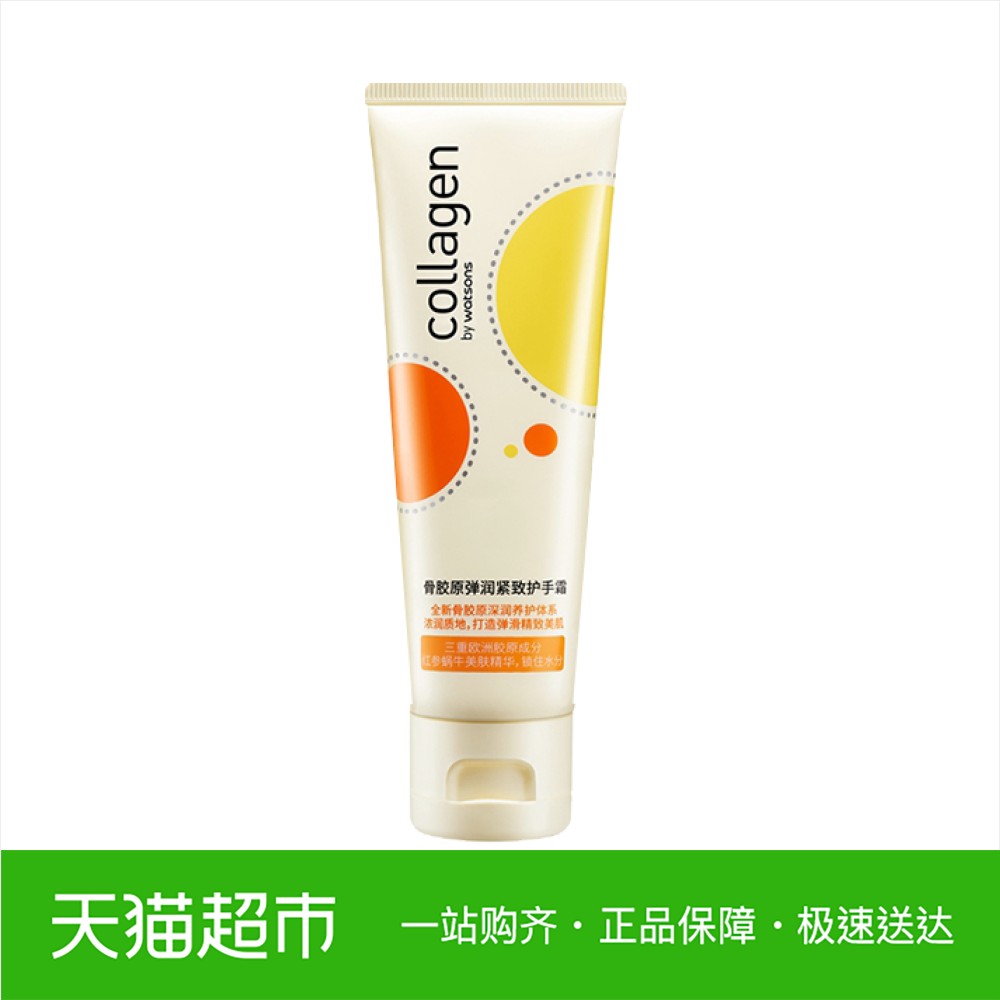 collagen
by watsons
骨胶原弹润紧致护手霜
全新骨胶原深润养护体系
浓润质地,打造弹滑精致美肌
三重欧洲胶原成分
红参蜗牛美肤精华,锁住水分
天猫超市
一站购齐・正品保障・极速送达